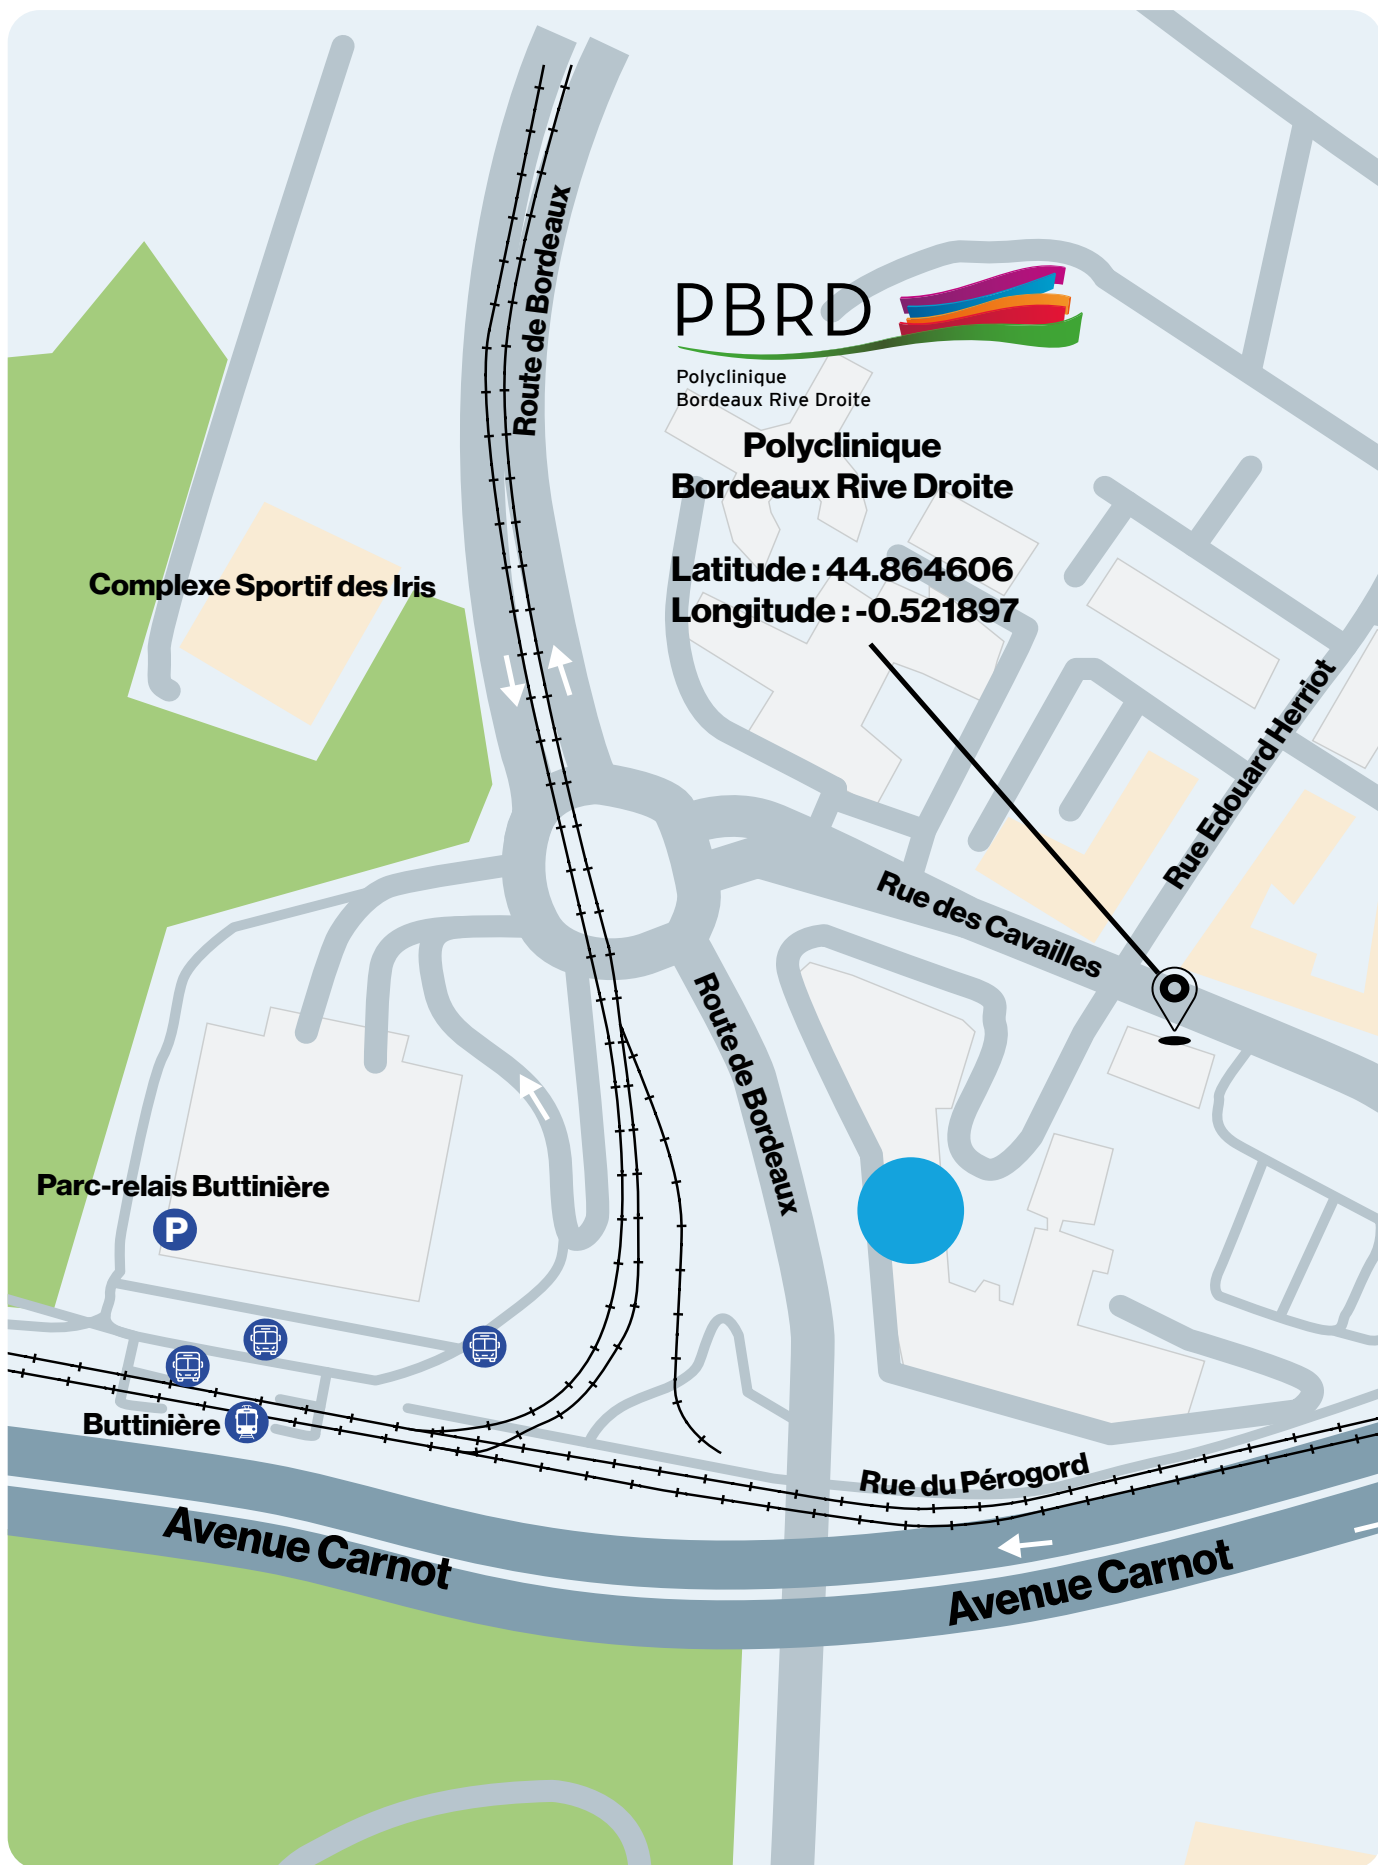 Route de Bordeaux
PBRD
Polyclinique
Bordeaux Rive Droite
Polyclinique
Bordeaux Rive Droite
Latitude : 44.864606
Longitude : -0.521897
Complexe Sportif des Iris
Rue Edouard Herriot
Rue des Cavailles
Route de Bordeaux
Parc-relais Buttinière
P
Buttinière
Rue du Pérogord
Avenue Carnot
Avenue Carnot